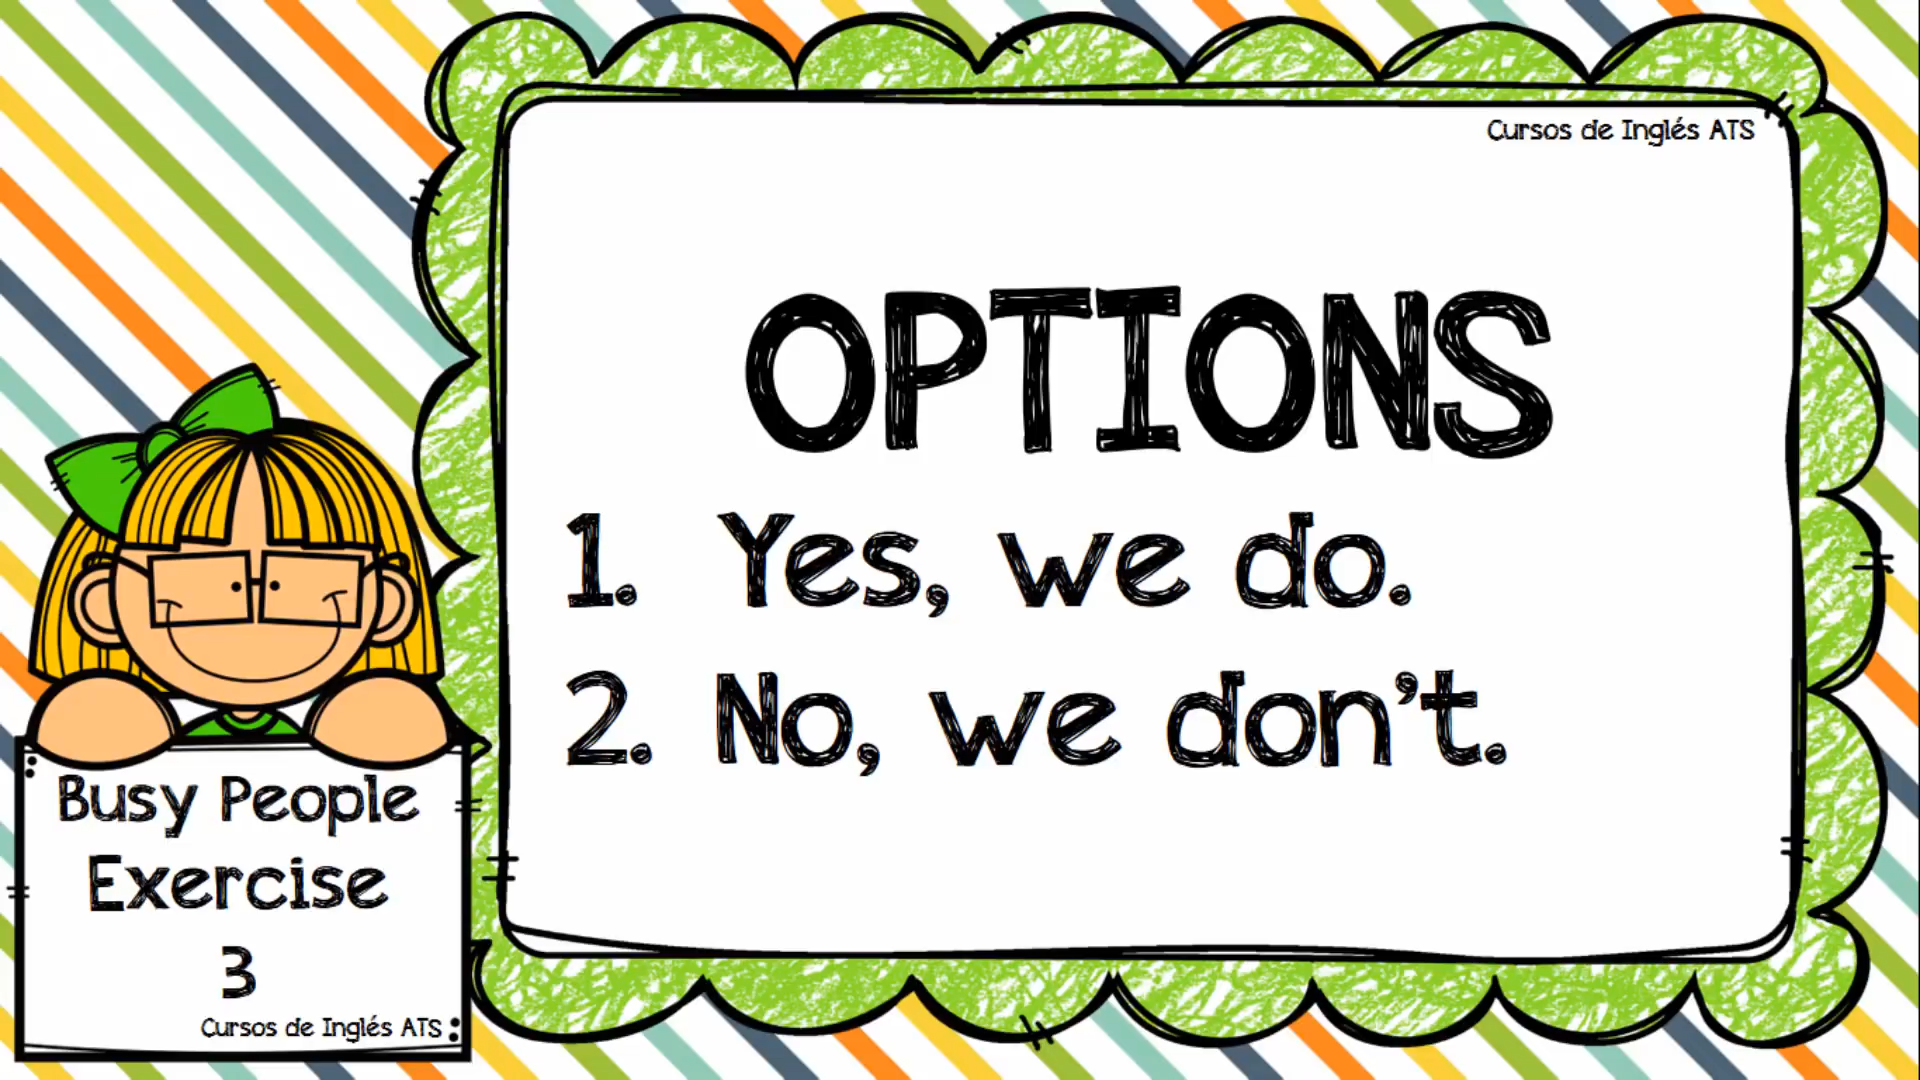 Cursos de Inglés ATS
OPTIONS
1. Yes, we do.
2. No, we don't.
Busy People
Exercise
3
Cursos de Inglés ATS